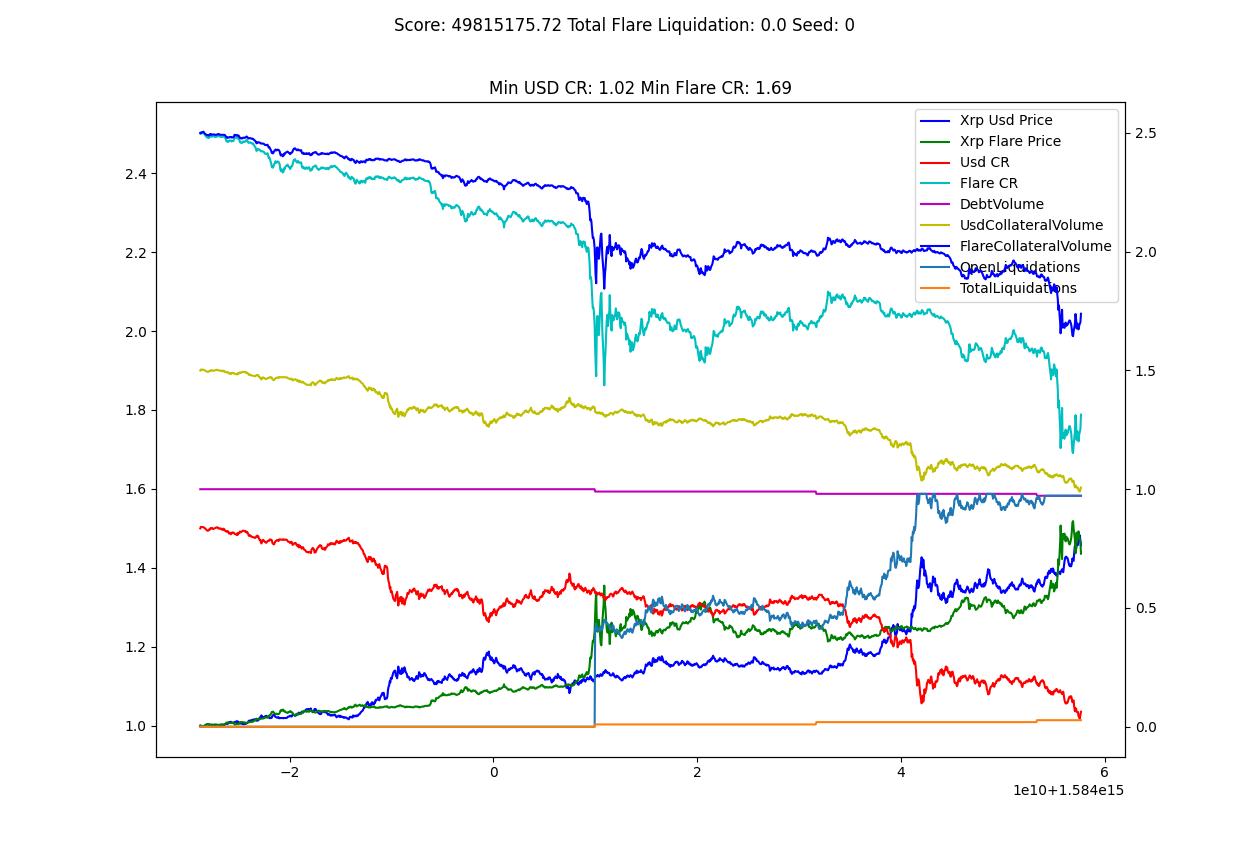 Score: 49815175.72 Total Flare Liquidation: 0.0 Seed: 0
Min USD CR: 1.02 Min Flare CR: 1.69
Xrp Usd Price
Xrp Flare Price
Usd CR
Flare CR
DebtVolume
UsdCollateralVolume
FlareCollateralVolume
OpenLiquidations
TotalLiquidations
2.4
2.2
2.0
1.8
1.6
1.4
1.2
1.0
2.5
2.0
1.5
1.0
0.5
0.0
−2
0
2
4
6
1e10+1.584e15